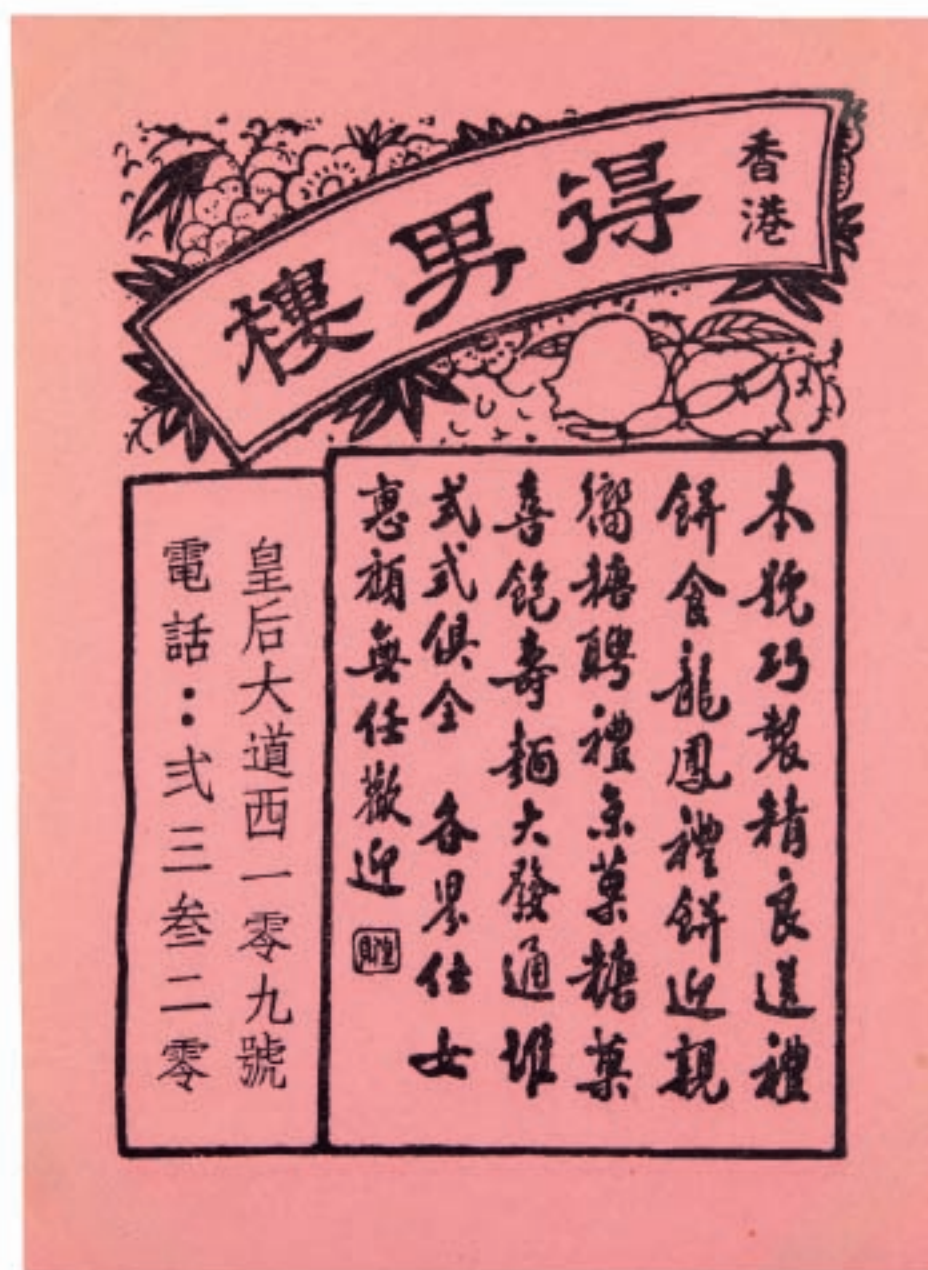 香港
得男樓
本號巧製精良送禮
餅食龍鳳禮餅迎親
嚮糖聘禮京菓糖菓
喜飽壽麵大發通堆
式式俱全 各界仕女
惠顧無任歡迎
皇后大道西一零九號
電話：弍三叁二零